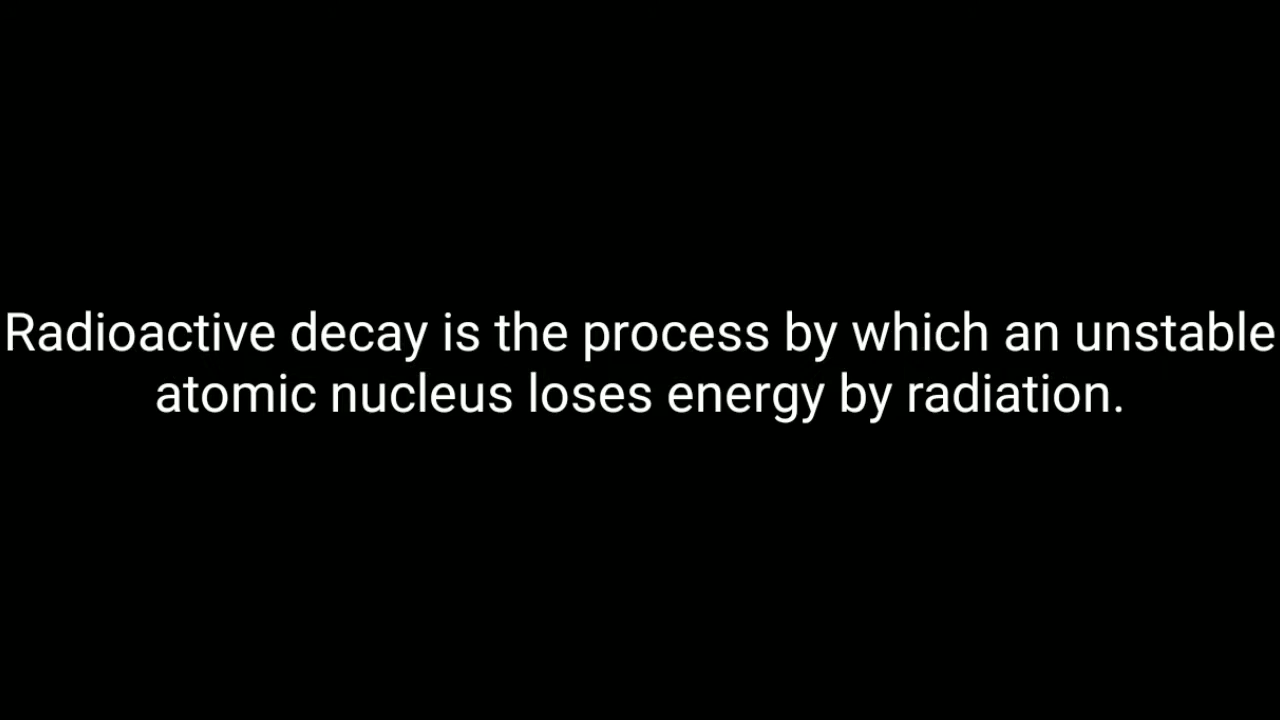 Radioactive decay is the process by which an unstable
atomic nucleus loses energy by radiation.